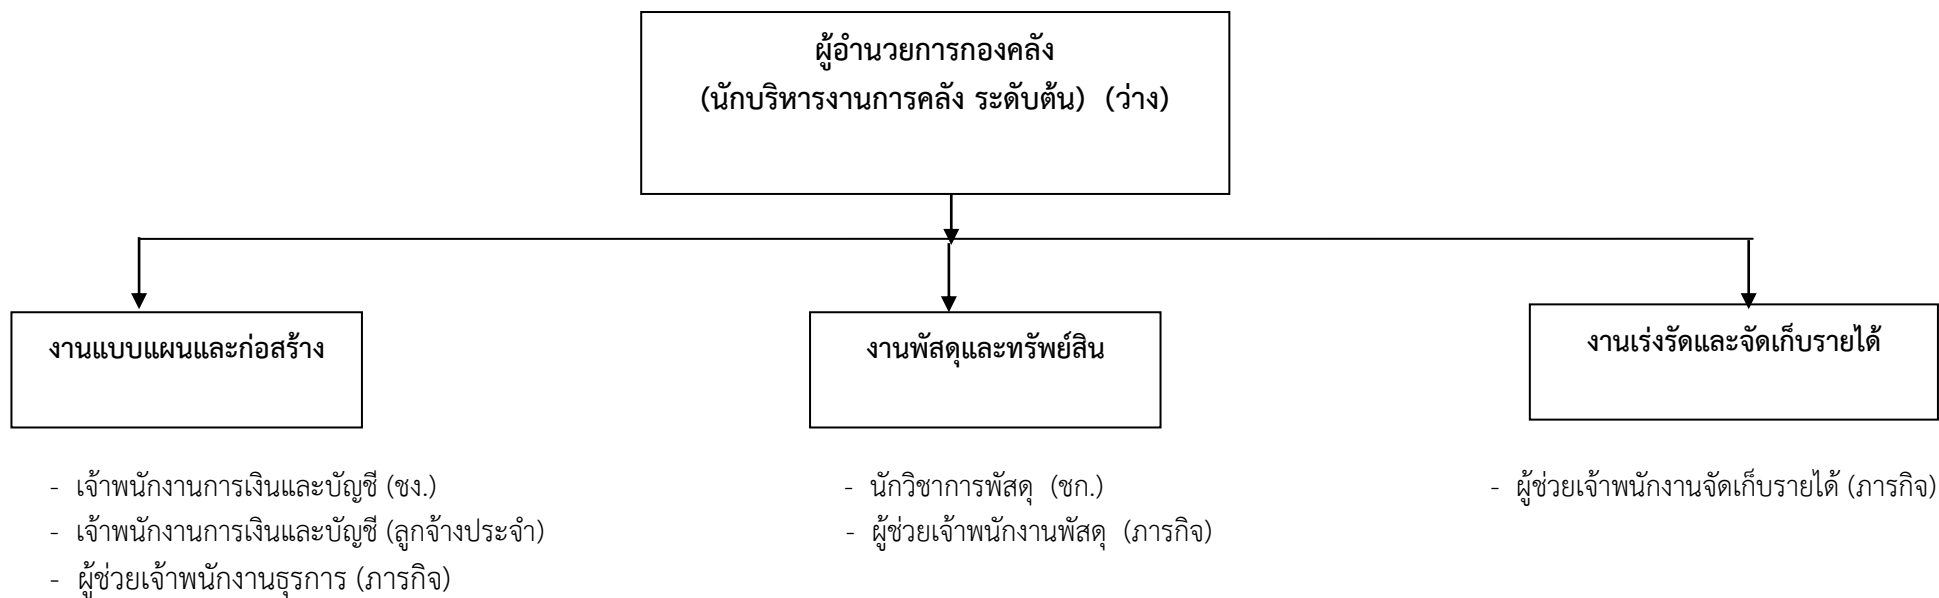 ผู้อำนวยการกองคลัง
(นักบริหารงานการคลัง ระดับต้น) (ว่าง)
งานแบบแผนและก่อสร้าง
งานพัสดุและทรัพย์สิน
งานเร่งรัดและจัดเก็บรายได้
- เจ้าพนักงานการเงินและบัญชี (ชง.)
- เจ้าพนักงานการเงินและบัญชี (ลูกจ้างประจำ)
- ผู้ช่วยเจ้าพนักงานธุรการ (ภารกิจ)
- นักวิชาการพัสดุ (ชก.)
- ผู้ช่วยเจ้าพนักงานพัสดุ (ภารกิจ)
- ผู้ช่วยเจ้าพนักงานจัดเก็บรายได้ (ภารกิจ)